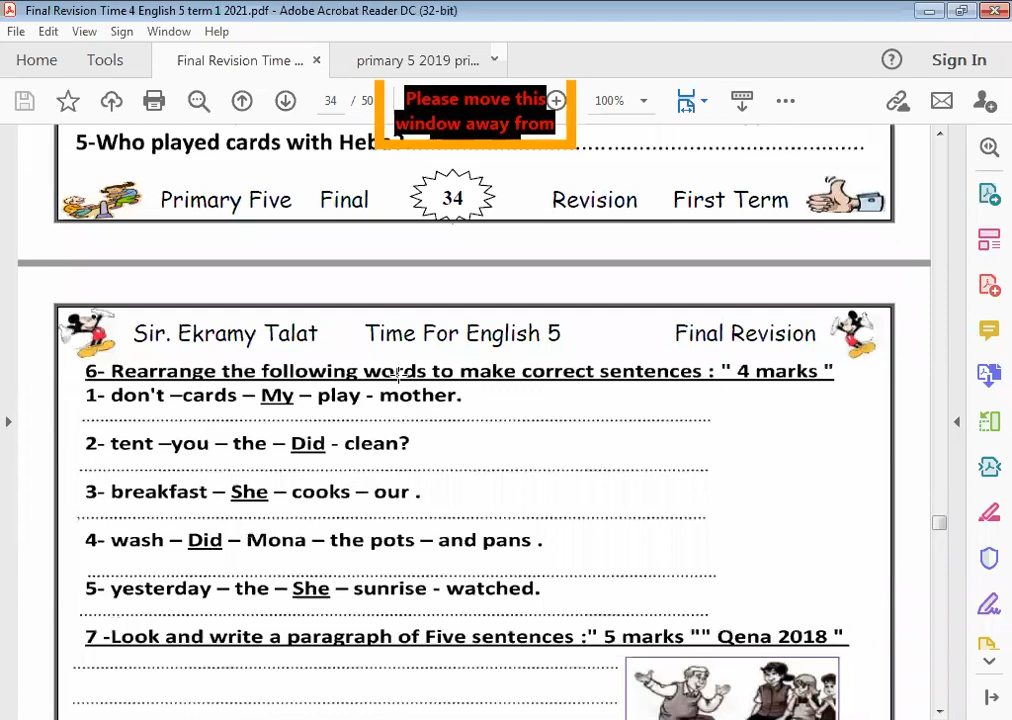 Final Revision Time 4 English 5 term 1 2021.pdf - Adobe Acrobat Reader DC (32-bit)
File Edit View Sign Window Help
Home Tools Final Revision Time ... × primary 5 2019 pri... Sign In
34 / 50 Please move this 100%
window away from
5-Who played cards with Heba?
Primary Five Final 34 Revision First Term
Sir. Ekramy Talat Time For English 5 Final Revision
6- Rearrange the following words to make correct sentences : " 4 marks "
1- don't –cards – My – play - mother.
2- tent –you – the – Did - clean?
3- breakfast – She – cooks – our .
4- wash – Did – Mona – the pots – and pans .
5- yesterday – the – She – sunrise - watched.
7 -Look and write a paragraph of Five sentences :" 5 marks "" Qena 2018 "